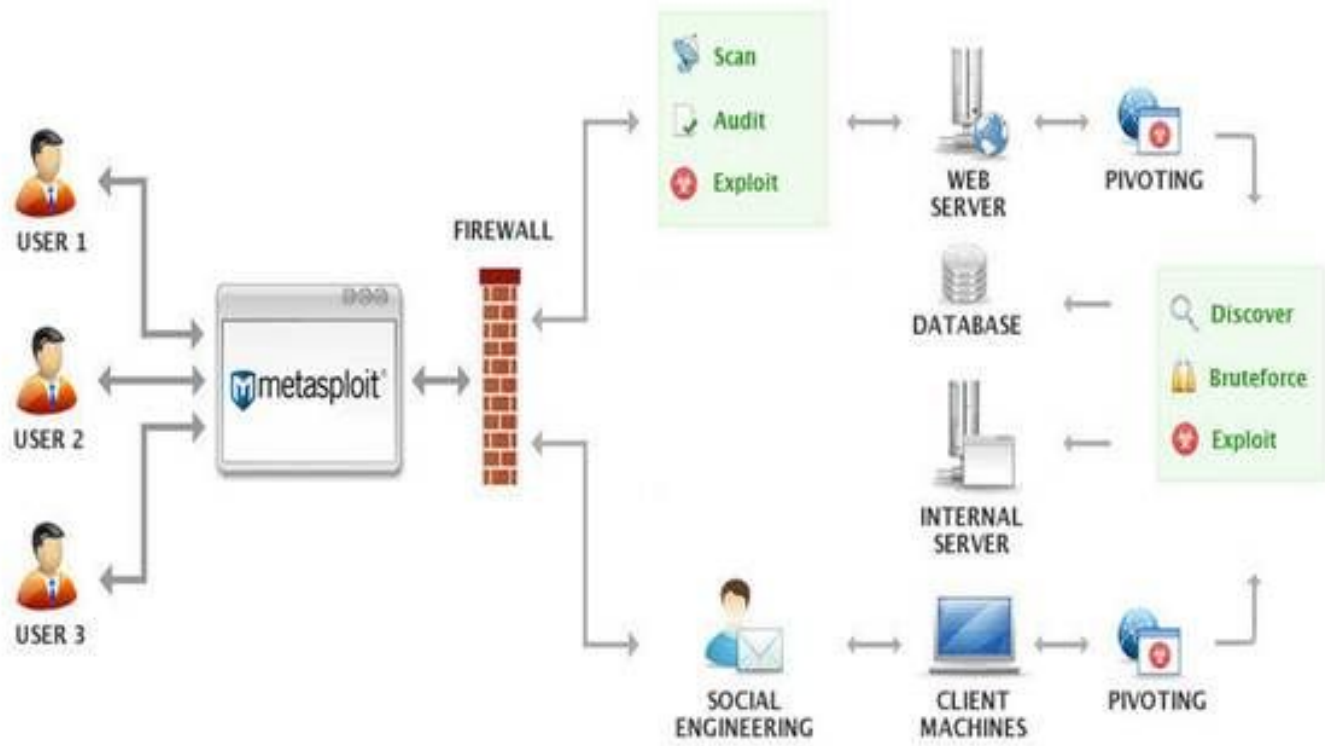 USER 1
USER 2
USER 3
metasploit®
FIREWALL
Scan
Audit
Exploit
WEB
SERVER
PIVOTING
DATABASE
Discover
Bruteforce
Exploit
INTERNAL
SERVER
SOCIAL
ENGINEERING
CLIENT
MACHINES
PIVOTING